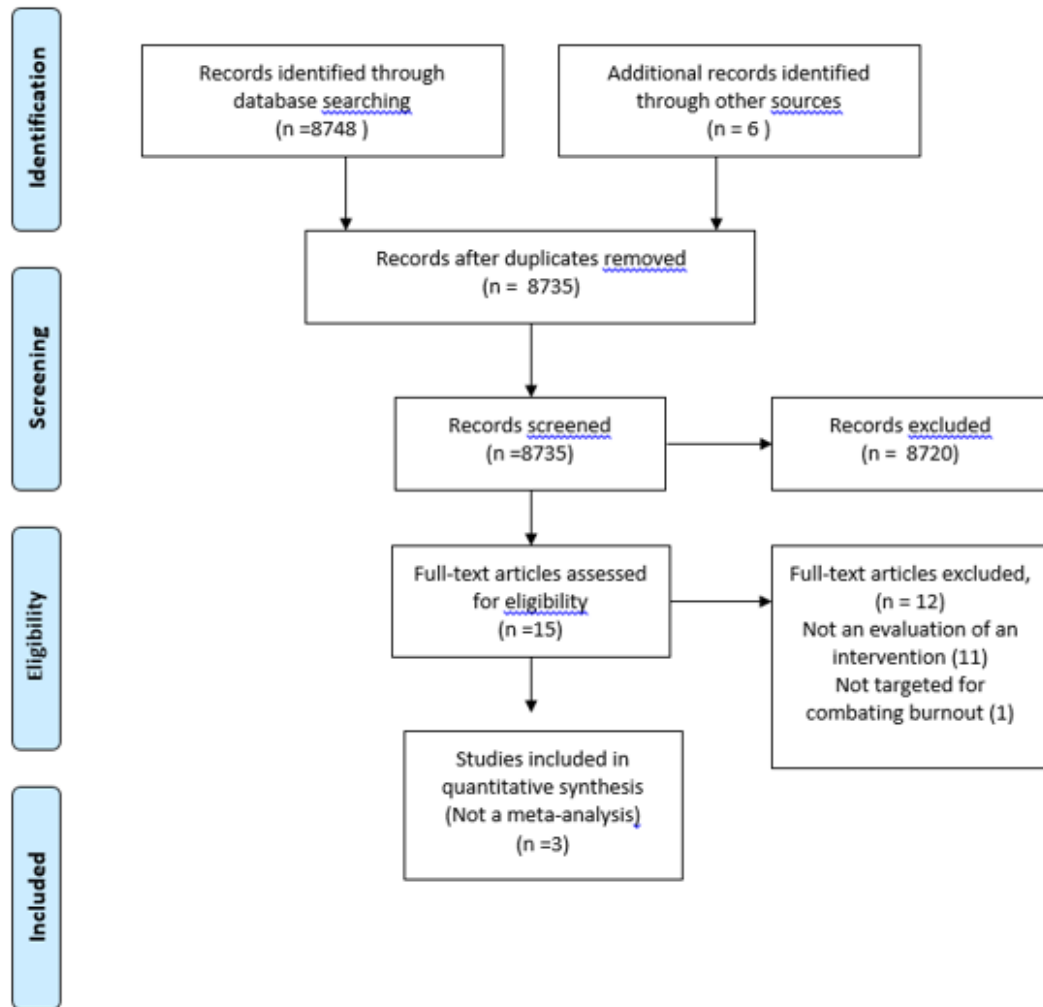 Identification
Records identified through
database searching
(n =8748 )
Additional records identified
through other sources
(n = 6 )
Records after duplicates removed
(n =  8735)
Screening
Records screened
(n =8735)
Records excluded
(n =  8720)
Eligibility
Full-text articles assessed
for eligibility
(n =15)
Full-text articles excluded,
(n = 12)
Not an evaluation of an
intervention (11)
Not targeted for
combating burnout (1)
Included
Studies included in
quantitative synthesis
(Not a meta-analysis)
(n =3)